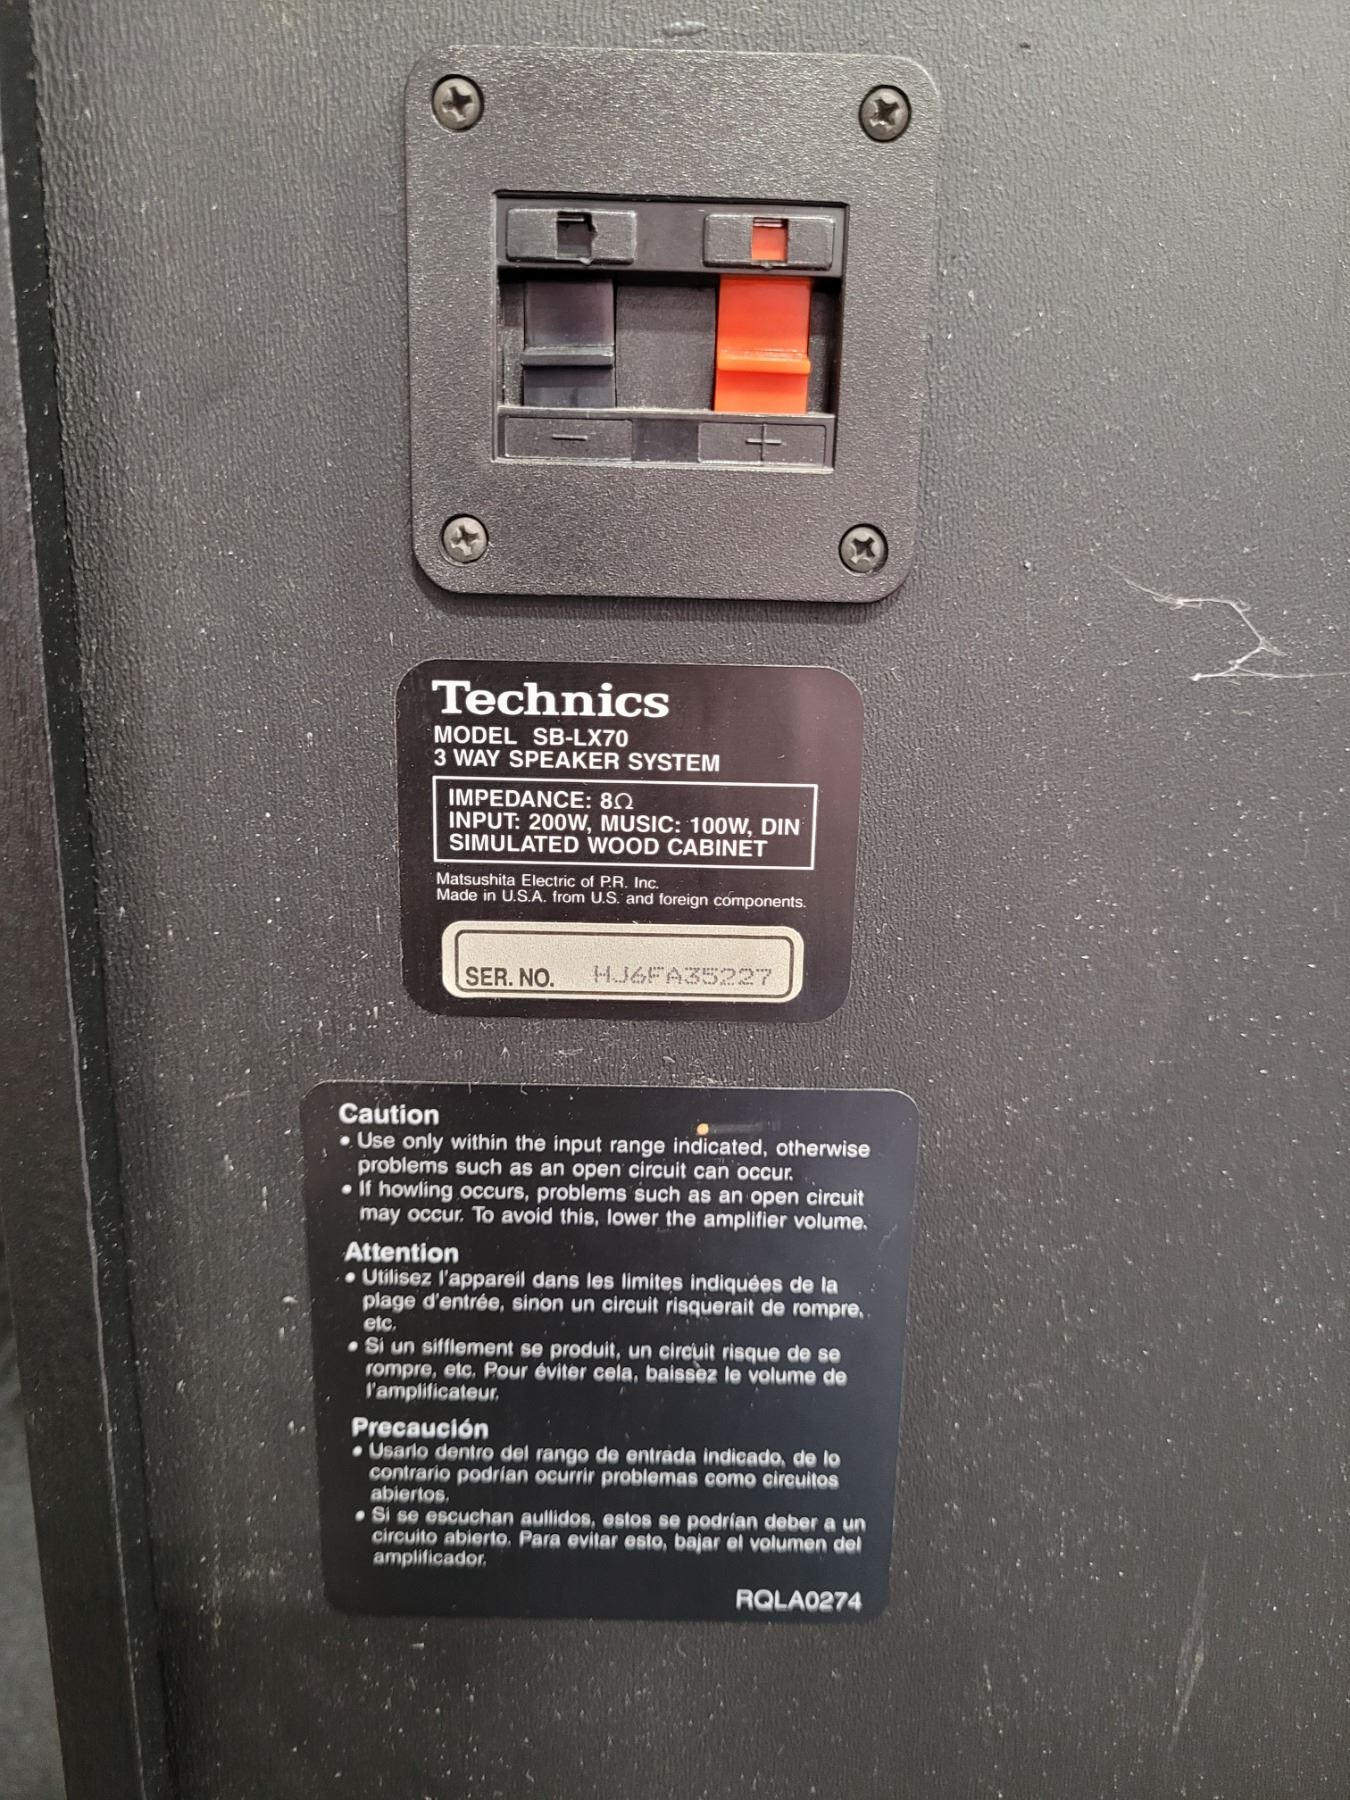 −
+
Technics
MODEL SB-LX70
3 WAY SPEAKER SYSTEM
IMPEDANCE: 8Ω
INPUT: 200W, MUSIC: 100W, DIN
SIMULATED WOOD CABINET
Matsushita Electric of P.R. Inc.
Made in U.S.A. from U.S. and foreign components.
SER. NO. HJ6FA35227
Caution
• Use only within the input range indicated, otherwise
problems such as an open circuit can occur.
• If howling occurs, problems such as an open circuit
may occur. To avoid this, lower the amplifier volume.
Attention
• Utilisez l'appareil dans les limites indiquées de la
plage d'entrée, sinon un circuit risquerait de rompre,
etc.
• Si un sifflement se produit, un circuit risque de se
rompre, etc. Pour éviter cela, baissez le volume de
l'amplificateur.
Precaución
• Usarlo dentro del rango de entrada indicado, de lo
contrario podrían ocurrir problemas como circuitos
abiertos.
• Si se escuchan aullidos, estos se podrían deber a un
circuito abierto. Para evitar esto, bajar el volumen del
amplificador.
RQLA0274